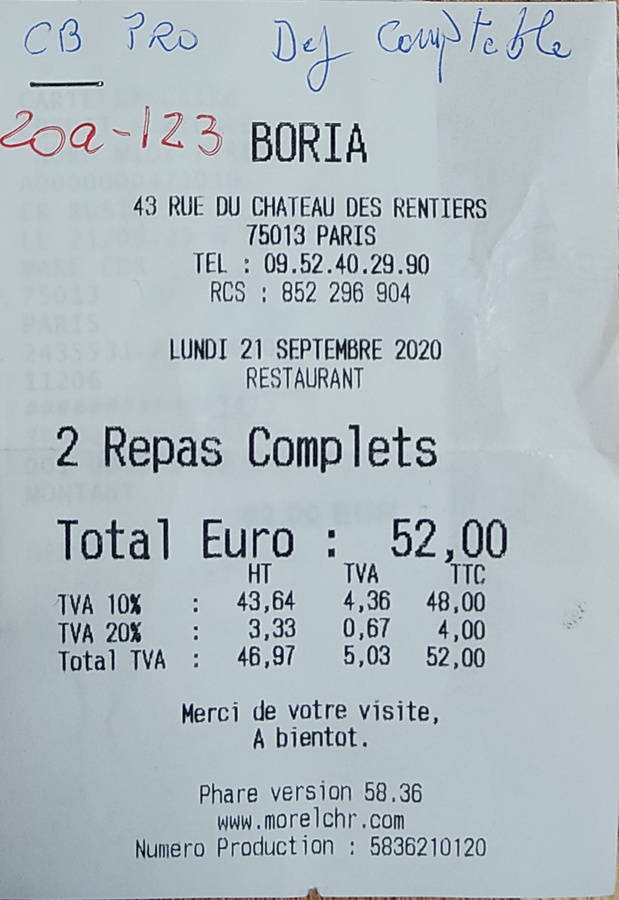 CB PRO Dej Comptable
20a-123
BORIA
43 RUE DU CHATEAU DES RENTIERS
75013 PARIS
TEL : 09.52.40.29.90
RCS : 852 296 904
LUNDI 21 SEPTEMBRE 2020
RESTAURANT
2 Repas Complets
Total Euro : 52,00
HT TVA TTC
TVA 10% : 43,64 4,36 48,00
TVA 20% : 3,33 0,67 4,00
Total TVA : 46,97 5,03 52,00
Merci de votre visite,
A bientot.
Phare version 58.36
www.morelchr.com
Numero Production : 5836210120